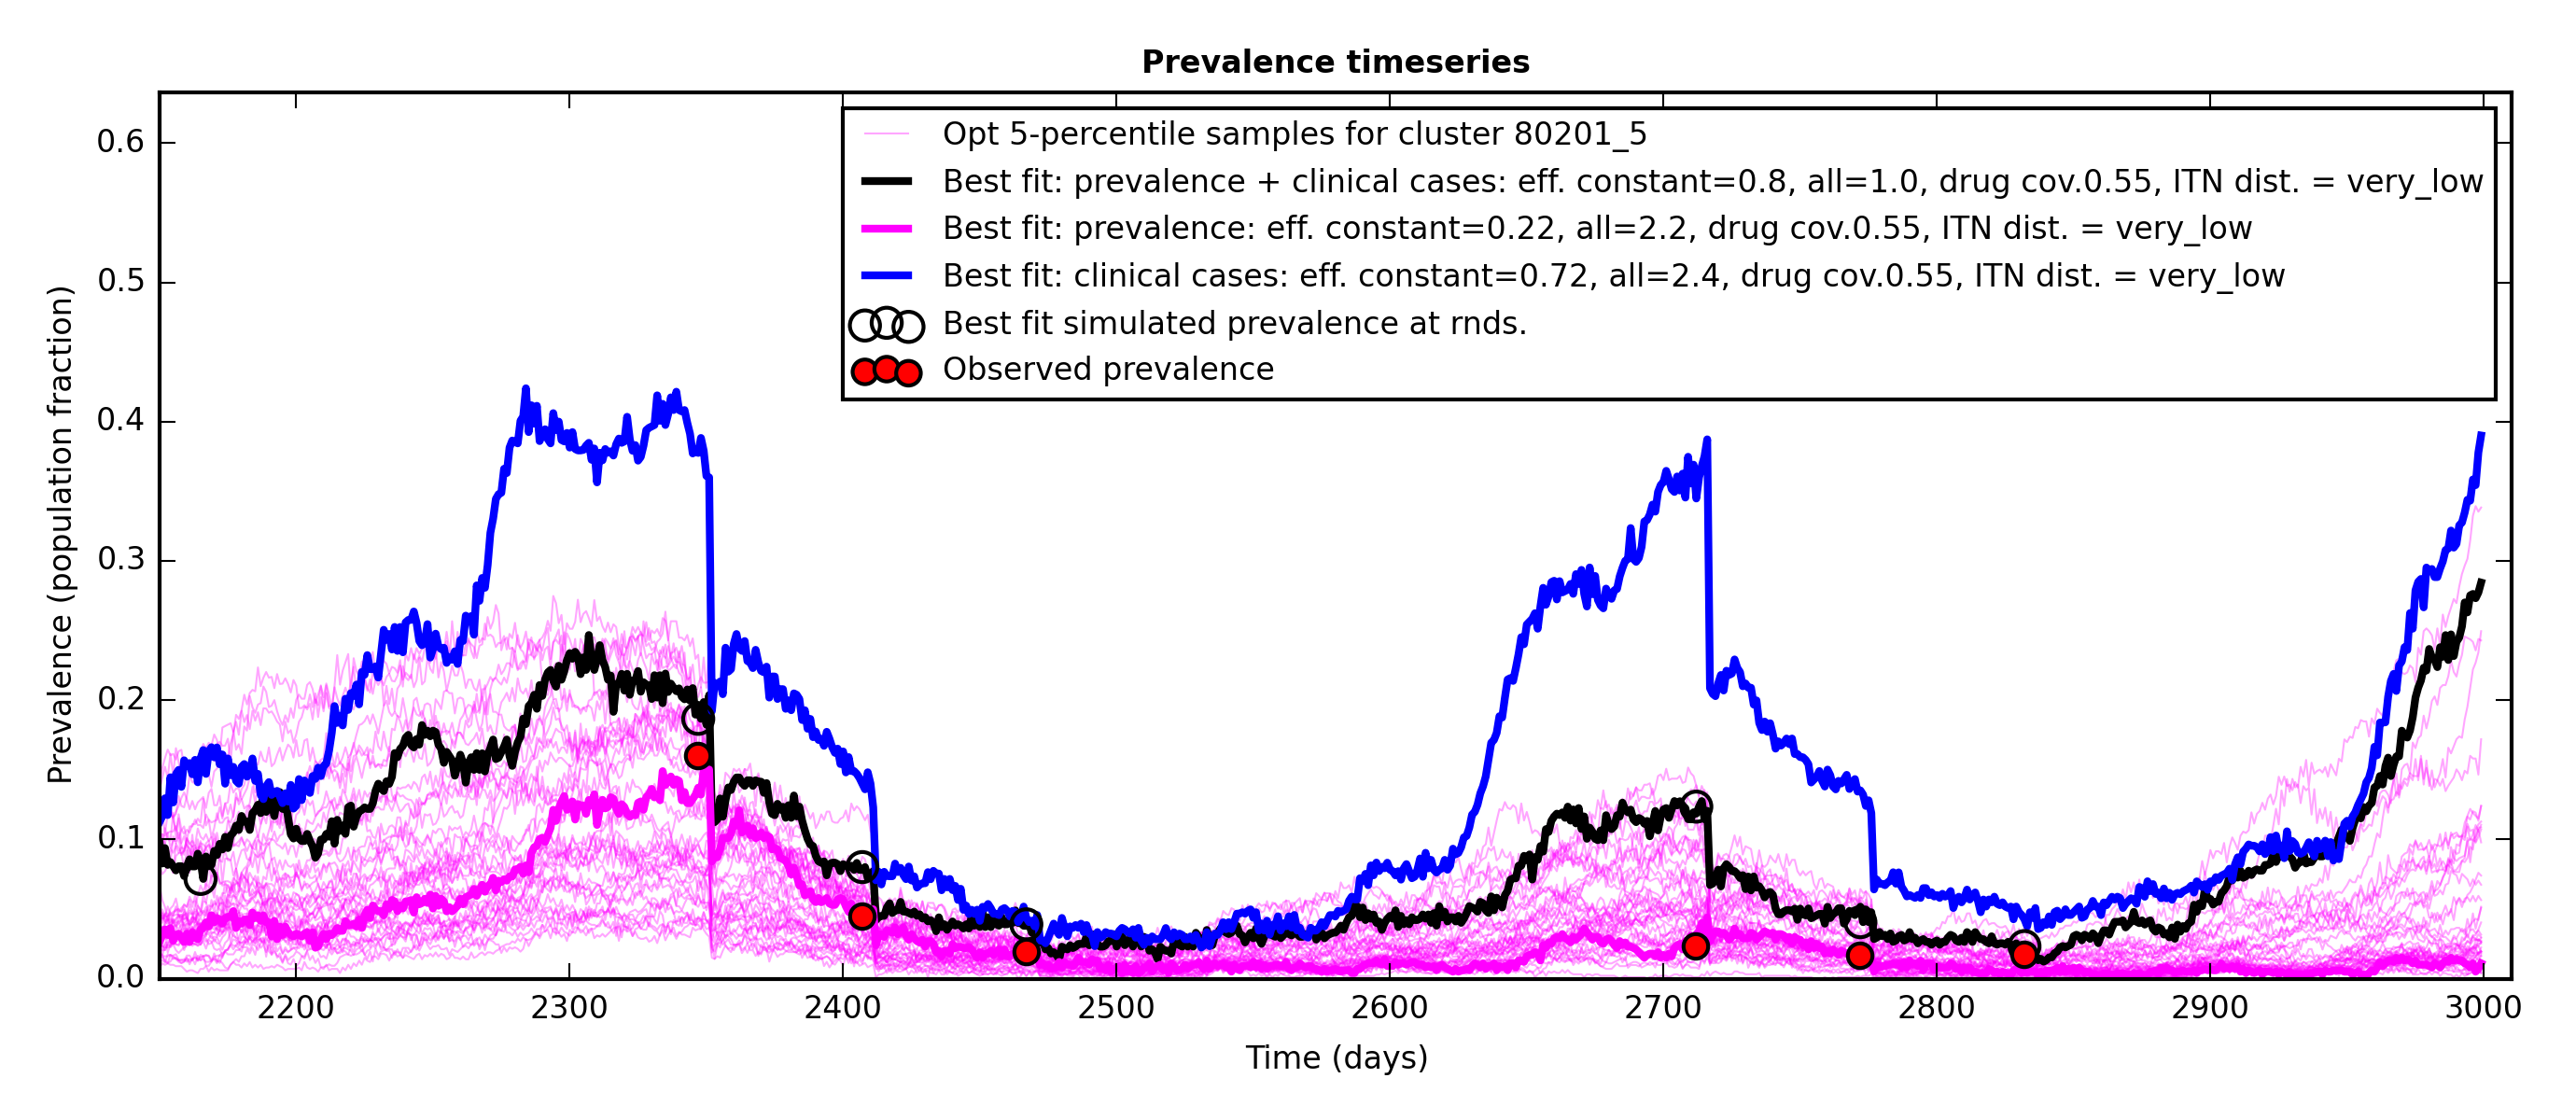 Prevalence timeseries
Opt 5-percentile samples for cluster 80201_5
Best fit: prevalence + clinical cases: eff. constant=0.8, all=1.0, drug cov.0.55, ITN dist. = very_low
Best fit: prevalence: eff. constant=0.22, all=2.2, drug cov.0.55, ITN dist. = very_low
Best fit: clinical cases: eff. constant=0.72, all=2.4, drug cov.0.55, ITN dist. = very_low
Best fit simulated prevalence at rnds.
Observed prevalence
Prevalence (population fraction)
0.6
0.5
0.4
0.3
0.2
0.1
0.0
2200 2300 2400 2500 2600 2700 2800 2900 3000
Time (days)